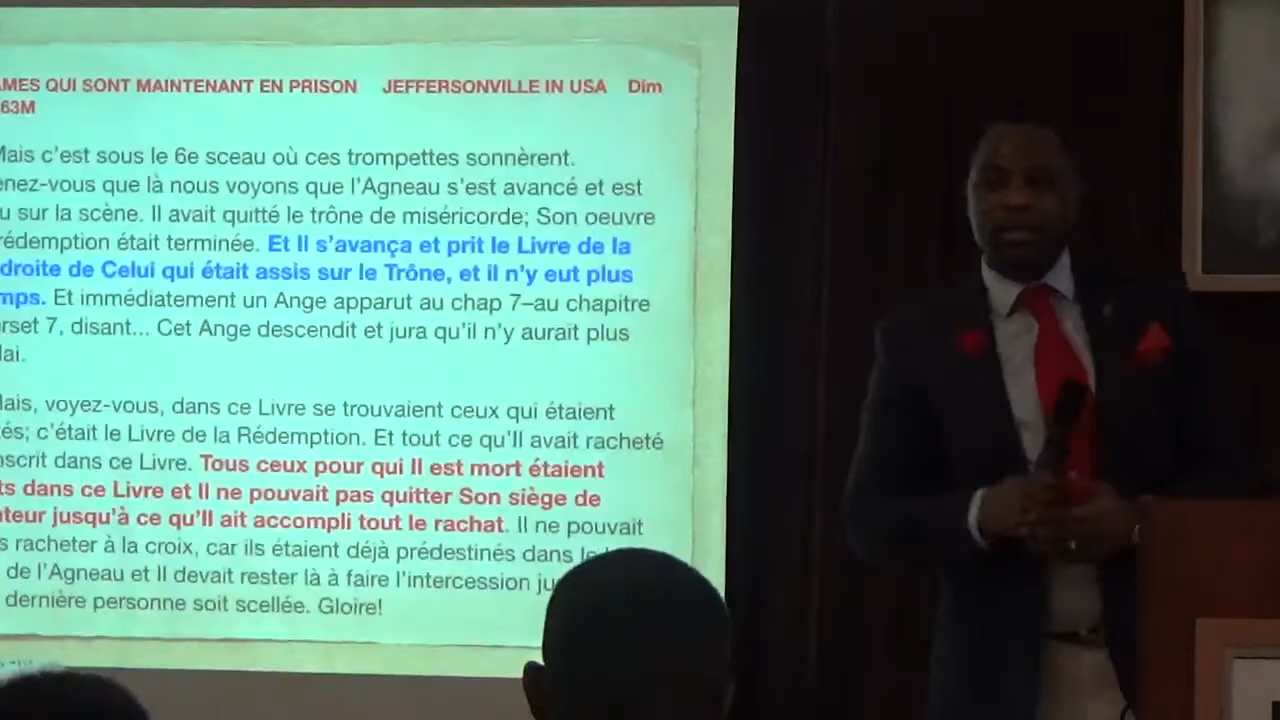 AMES QUI SONT MAINTENANT EN PRISON JEFFERSONVILLE IN USA Dim
63M
Mais c'est sous le 6e sceau où ces trompettes sonnèrent.
enez-vous que là nous voyons que l'Agneau s'est avancé et est
u sur la scène. Il avait quitté le trône de miséricorde; Son oeuvre
rédemption était terminée. Et Il s'avança et prit le Livre de la
droite de Celui qui était assis sur le Trône, et il n'y eut plus
mps. Et immédiatement un Ange apparut au chap 7–au chapitre
rset 7, disant... Cet Ange descendit et jura qu'il n'y aurait plus
lai.
Mais, voyez-vous, dans ce Livre se trouvaient ceux qui étaient
tés; c'était le Livre de la Rédemption. Et tout ce qu'Il avait racheté
nscrit dans ce Livre. Tous ceux pour qui Il est mort étaient
ts dans ce Livre et Il ne pouvait pas quitter Son siège de
ateur jusqu'à ce qu'Il ait accompli tout le rachat. Il ne pouvait
s racheter à la croix, car ils étaient déjà prédestinés dans le
de l'Agneau et Il devait rester là à faire l'intercession ju
dernière personne soit scellée. Gloire!